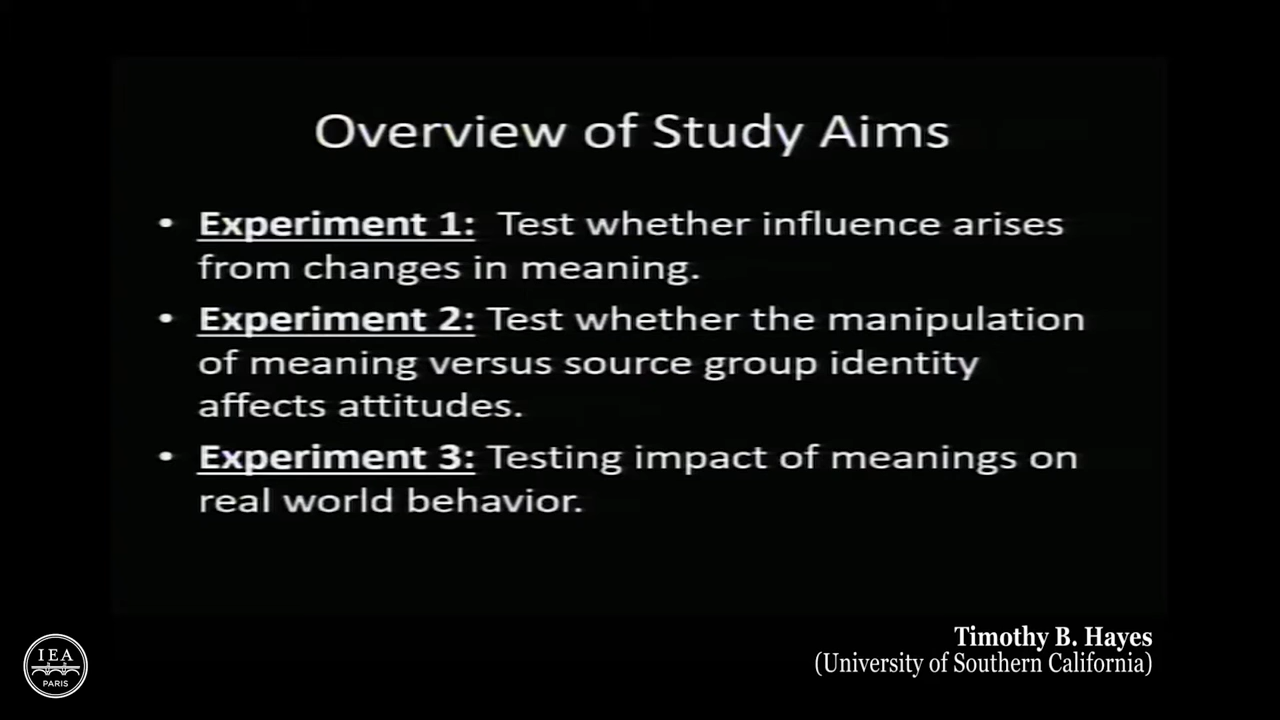 Overview of Study Aims
• Experiment 1: Test whether influence arises
from changes in meaning.
• Experiment 2: Test whether the manipulation
of meaning versus source group identity
affects attitudes.
• Experiment 3: Testing impact of meanings on
real world behavior.
Timothy B. Hayes
(University of Southern California)
IEA
PARIS